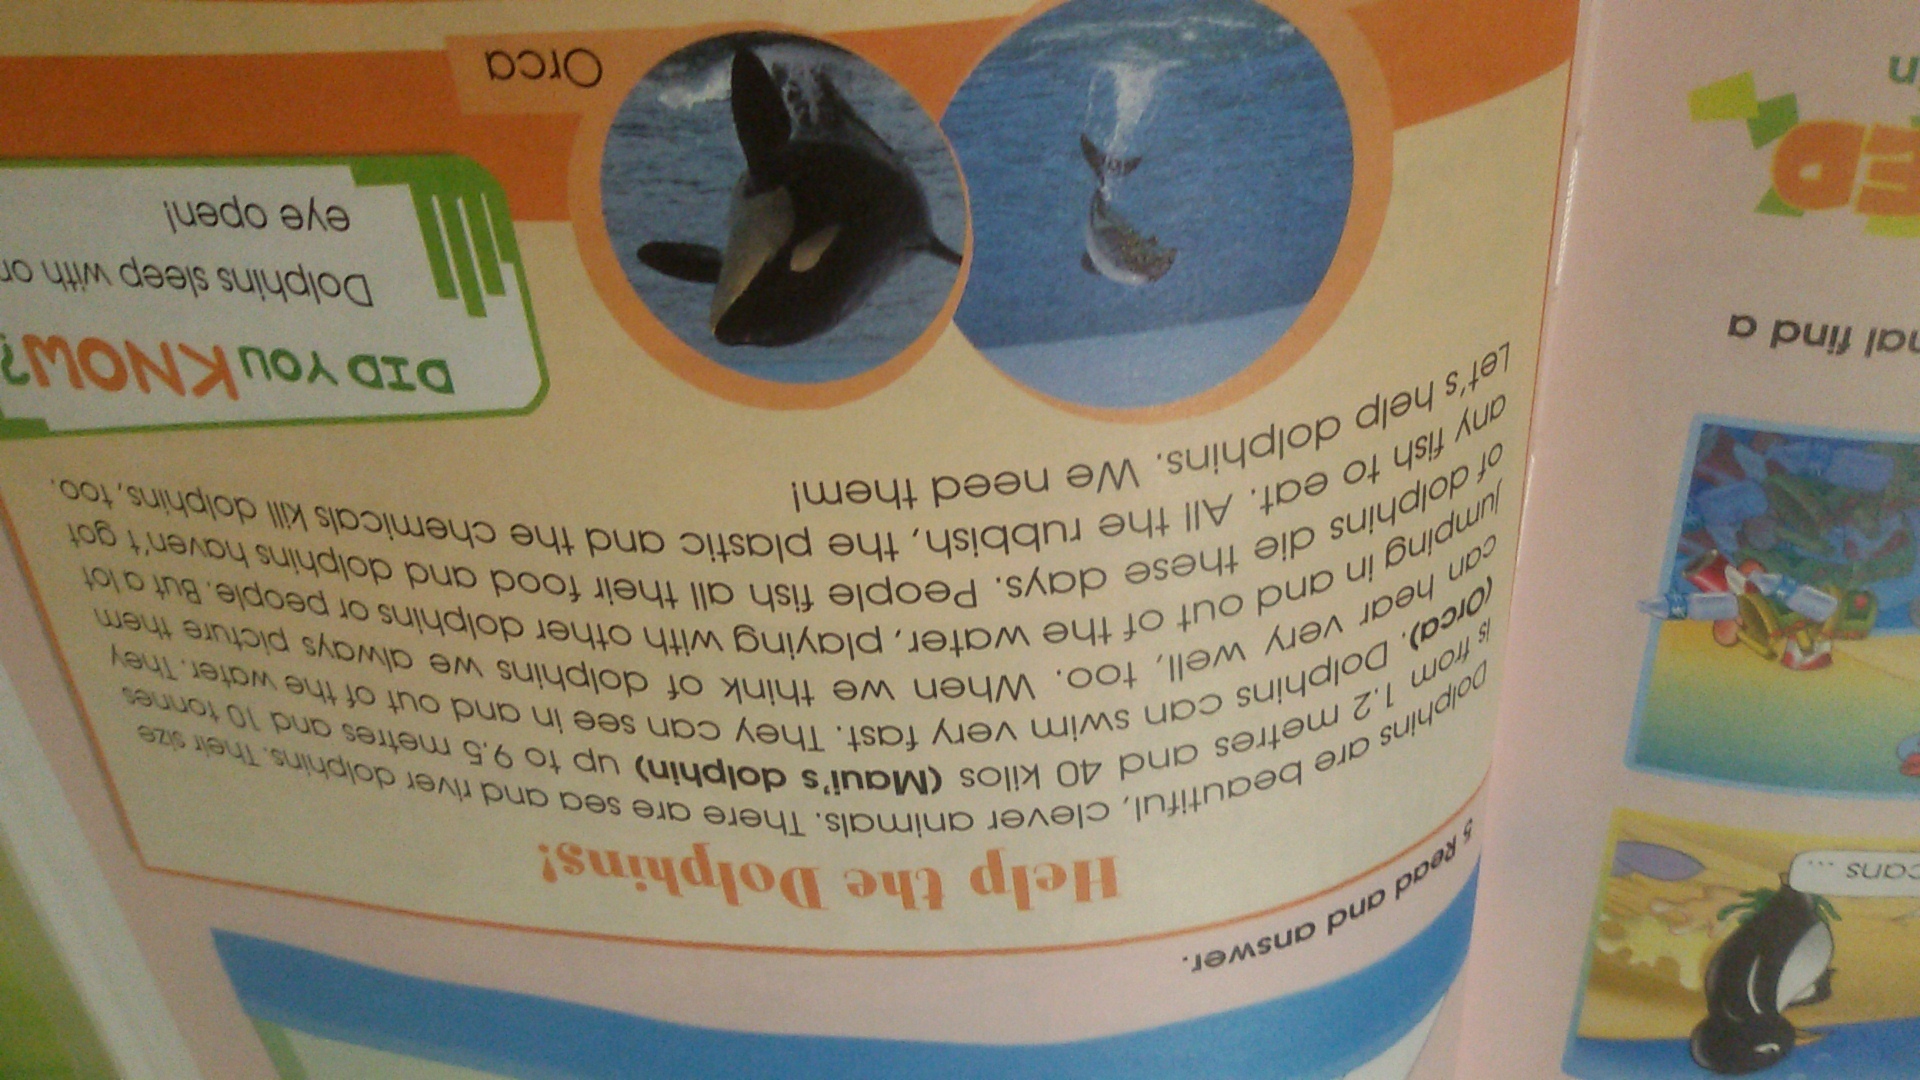 5 Read and answer.
Help the Dolphins!
Dolphins are beautiful, clever animals. There are sea and river dolphins. Their size
is from 1.2 metres and 40 kilos (Maui's dolphin) up to 9.5 metres and 10 tonnes
(Orca). Dolphins can swim very fast. They can see in and out of the water. They
can hear very well, too. When we think of dolphins we always picture them
jumping in and out of the water, playing with other dolphins or people. But a lot
of dolphins die these days. People fish all their food and dolphins haven't got
any fish to eat. All the rubbish, the plastic and the chemicals kill dolphins, too.
Let's help dolphins. We need them!
DID YOU KNOW?
Dolphins sleep with
eye open!
Orca
cans ...
find a